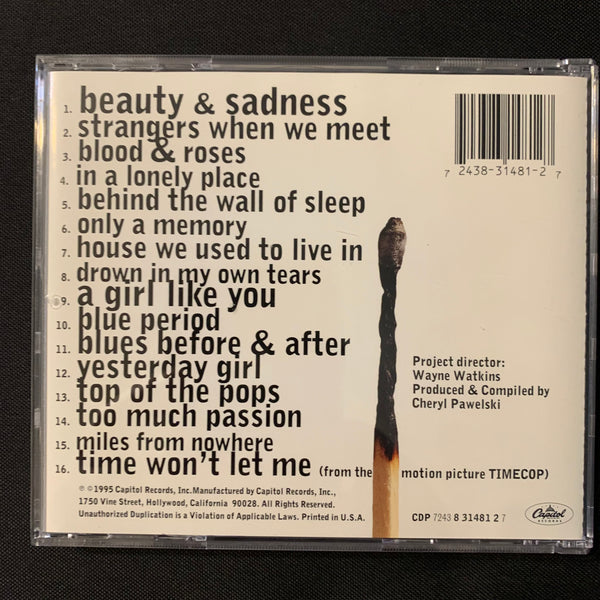 1. beauty & sadness
2. strangers when we meet
3. blood & roses
4. in a lonely place
5. behind the wall of sleep
6. only a memory
7. house we used to live in
8. drown in my own tears
9. a girl like you
10. blue period
11. blues before & after
12. yesterday girl
13. top of the pops
14. too much passion
15. miles from nowhere
16. time won't let me (from the motion picture TIMECOP)
7 2438-31481-2 7
Project director:
Wayne Watkins
Produced & Compiled by
Cheryl Pawelski
℗ ©1995 Capitol Records, Inc.Manufactured by Capitol Records, Inc.,
1750 Vine Street, Hollywood, California 90028. All Rights Reserved.
Unauthorized Duplication is a Violation of Applicable Laws. Printed in U.S.A.
CDP 7243 8 31481 2 7
Capitol
RECORDS